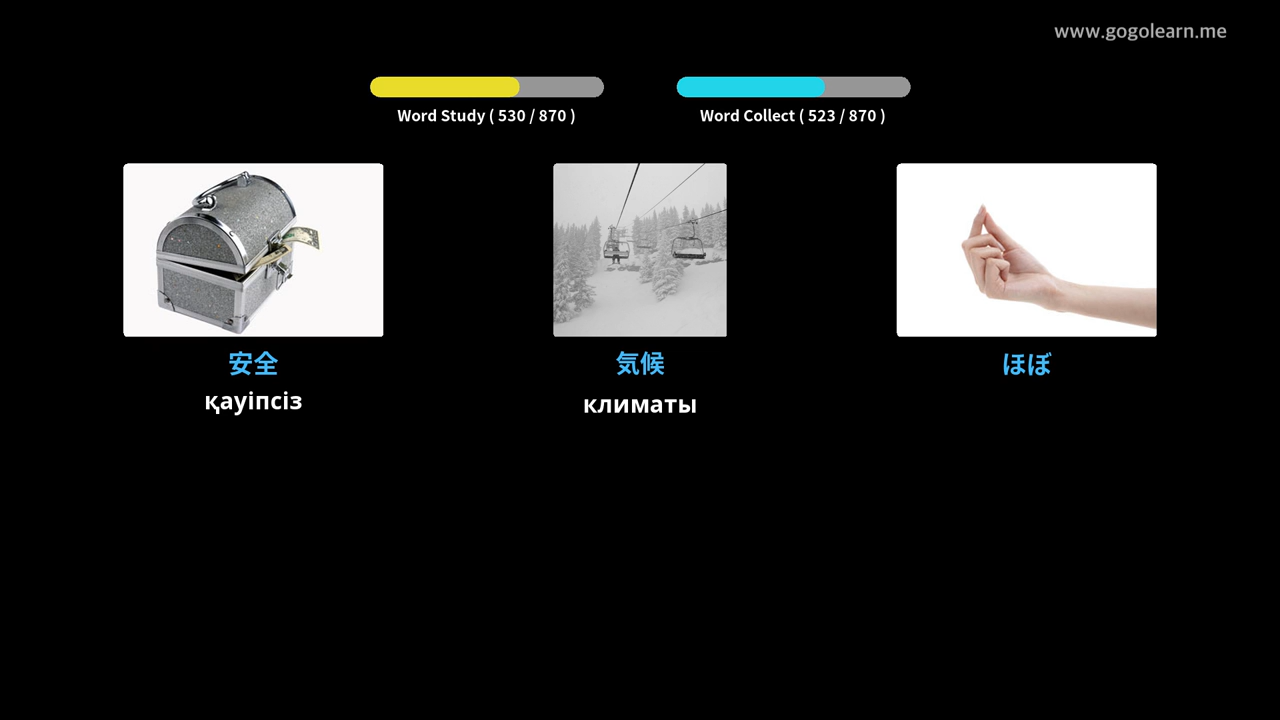 www.gogolearn.me
Word Study ( 530 / 870 )
Word Collect ( 523 / 870 )
安全
気候
ほぼ
қауіпсіз
климаты